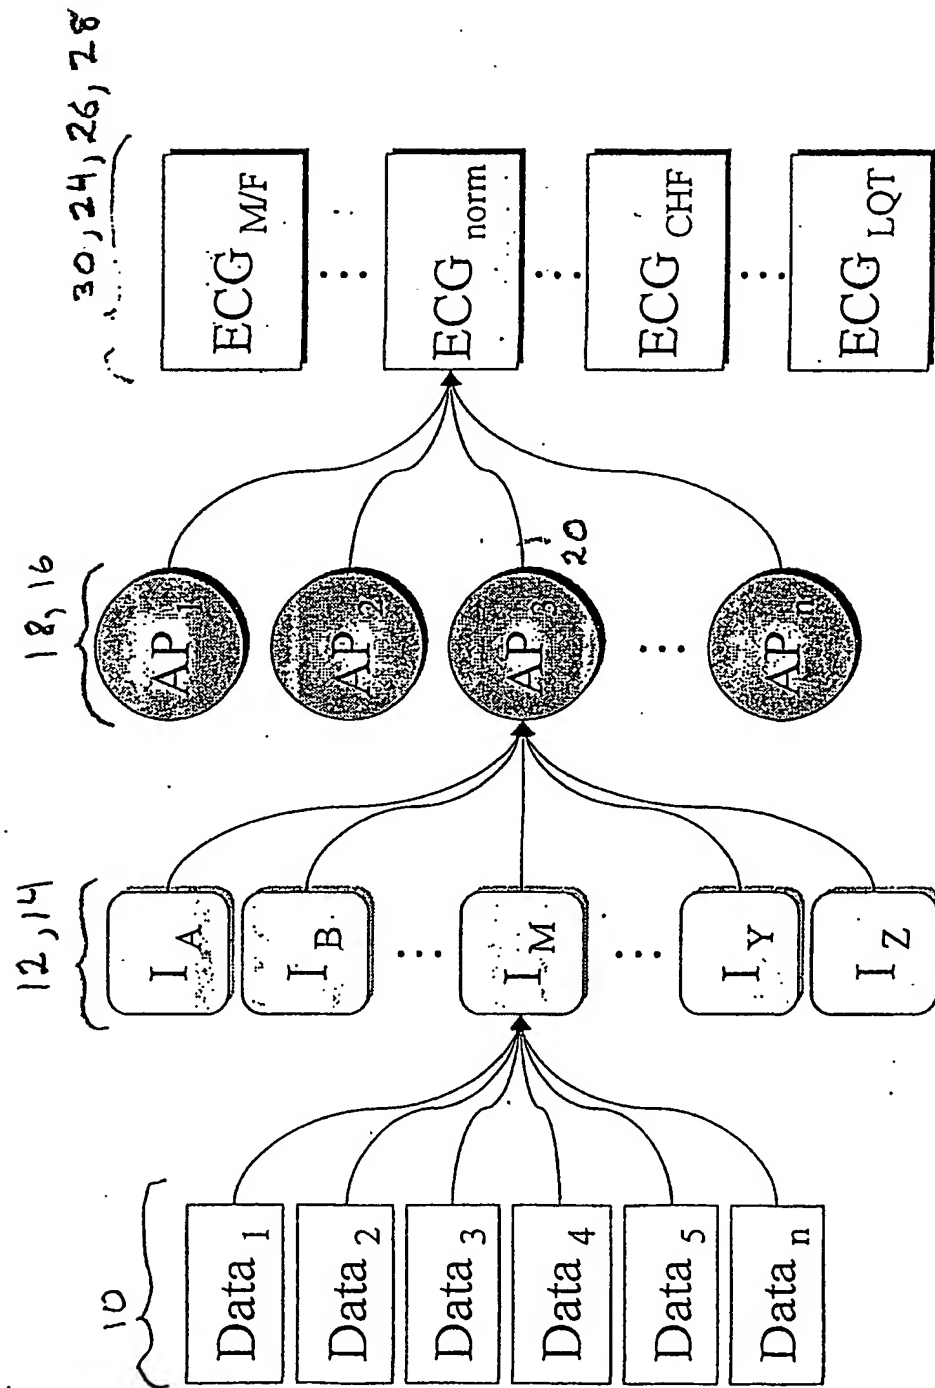 10
Data 1
Data 2
Data 3
Data 4
Data 5
Data n
12, 14
I A
I B
...
I M
...
I Y
I Z
18, 16
AP 1
AP 2
AP 3
20
...
AP n
30, 24, 26, 28
ECG M/F
...
ECG norm
...
ECG CHF
...
ECG LQT